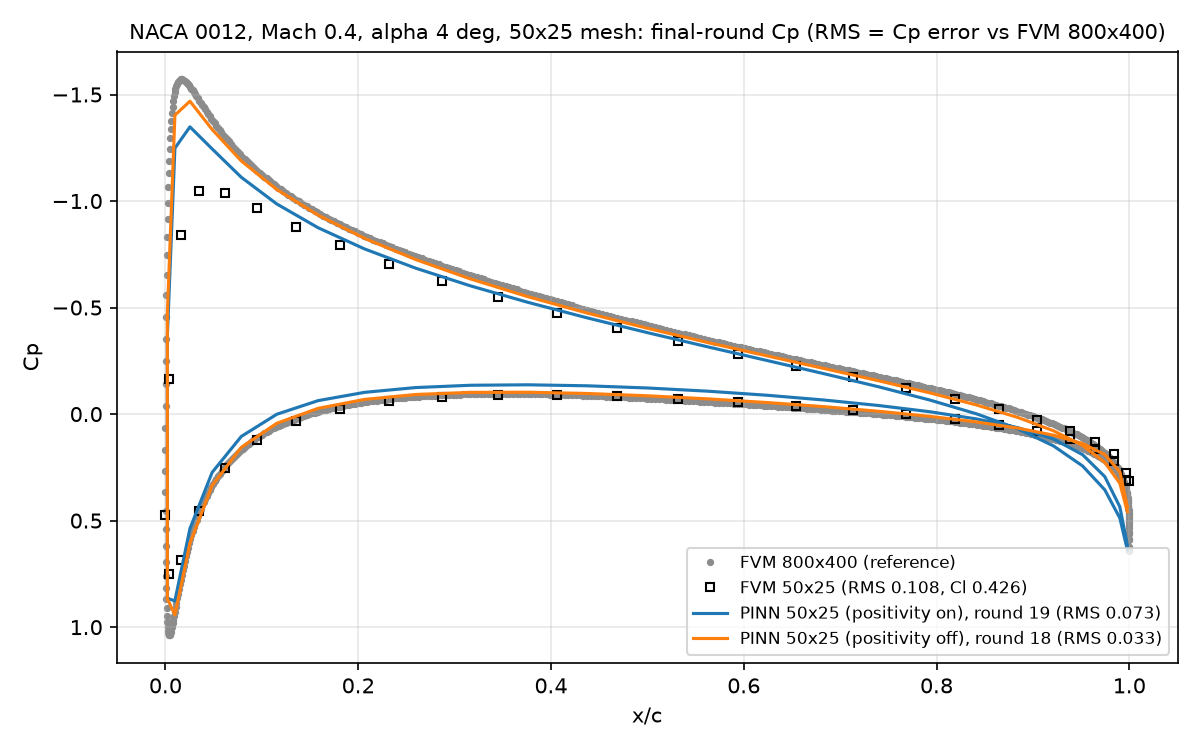 NACA 0012, Mach 0.4, alpha 4 deg, 50x25 mesh: final-round Cp (RMS = Cp error vs FVM 800x400)
−1.5
−1.0
−0.5
0.0
0.5
1.0
Cp
FVM 800x400 (reference)
FVM 50x25 (RMS 0.108, Cl 0.426)
PINN 50x25 (positivity on), round 19 (RMS 0.073)
PINN 50x25 (positivity off), round 18 (RMS 0.033)
0.0 0.2 0.4 0.6 0.8 1.0
x/c